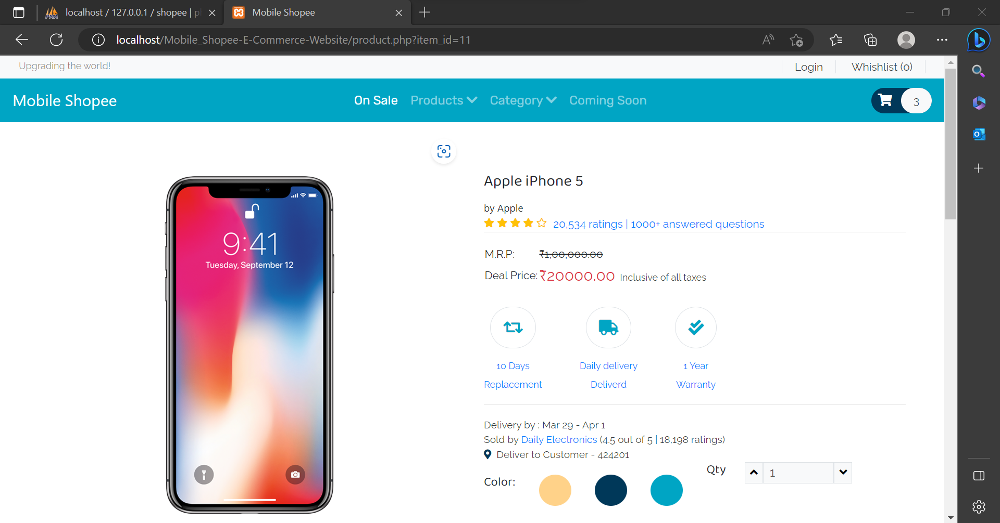 localhost / 127.0.0.1 / shopee | p
Mobile Shopee
localhost/Mobile_Shopee-E-Commerce-Website/product.php?item_id=11
Upgrading the world!
Login
Whishlist (0)
Mobile Shopee
On Sale
Products
Category
Coming Soon
3
9:41
Tuesday, September 12
Apple iPhone 5
by Apple
20,534 ratings | 1000+ answered questions
M.R.P: ₹1,00,000.00
Deal Price: ₹20000.00 Inclusive of all taxes
10 Days
Replacement
Daily delivery
Deliverd
1 Year
Warranty
Delivery by : Mar 29 - Apr 1
Sold by Daily Electronics (4.5 out of 5 | 18,198 ratings)
Deliver to Customer - 424201
Color:
Qty
1